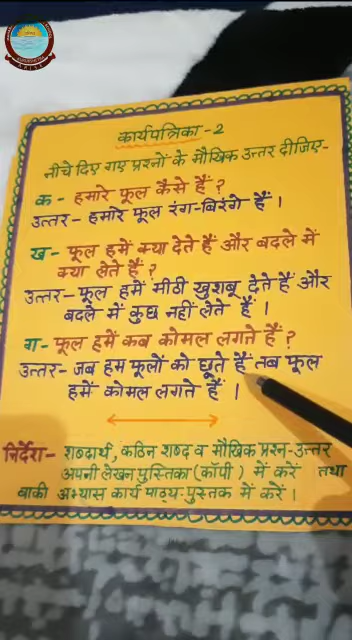 कार्यपत्रिका - 2
नीचे दिए गए प्रश्नों के मौखिक उत्तर दीजिए-
क - हमारे फूल कैसे हैं ?
उत्तर - हमारे फूल रंग-बिरंगे हैं ।
ख - फूल हमें क्या देते हैं और बदले में
क्या लेते हैं ?
उत्तर - फूल हमें मीठी खुशबू देते हैं और
बदले में कुछ नहीं लेते हैं ।
ग - फूल हमें कब कोमल लगते हैं ?
उत्तर - जब हम फूलों को छूते हैं तब फूल
हमें कोमल लगते हैं ।
निर्देश - शब्दार्थ, कठिन शब्द व मौखिक प्रश्न-उत्तर
अपनी लेखन पुस्तिका (कॉपी) में करें तथा
बाकी अभ्यास कार्य पाठ्य-पुस्तक में करें ।